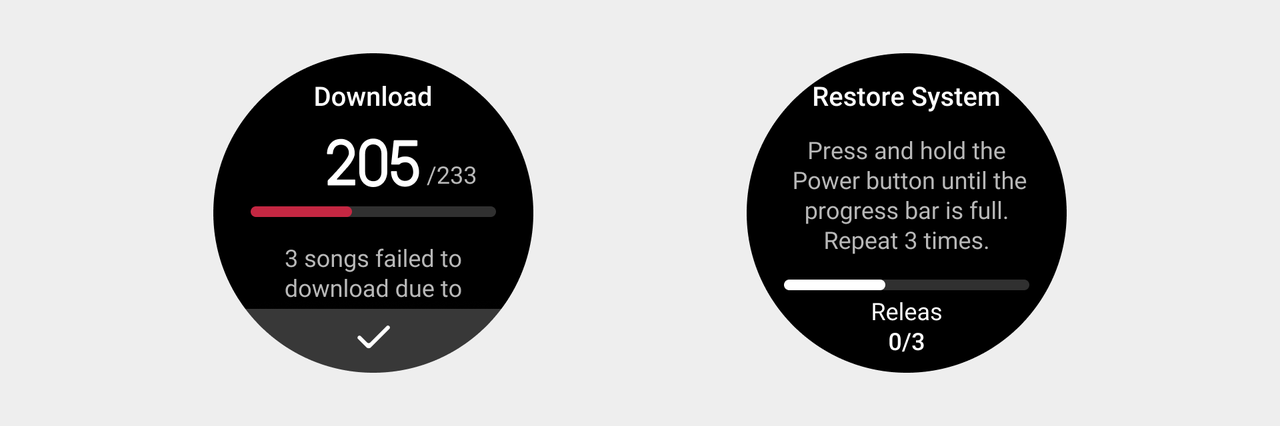 Download
205 /233
3 songs failed to
download due to
Restore System
Press and hold the
Power button until the
progress bar is full.
Repeat 3 times.
Releas
0/3